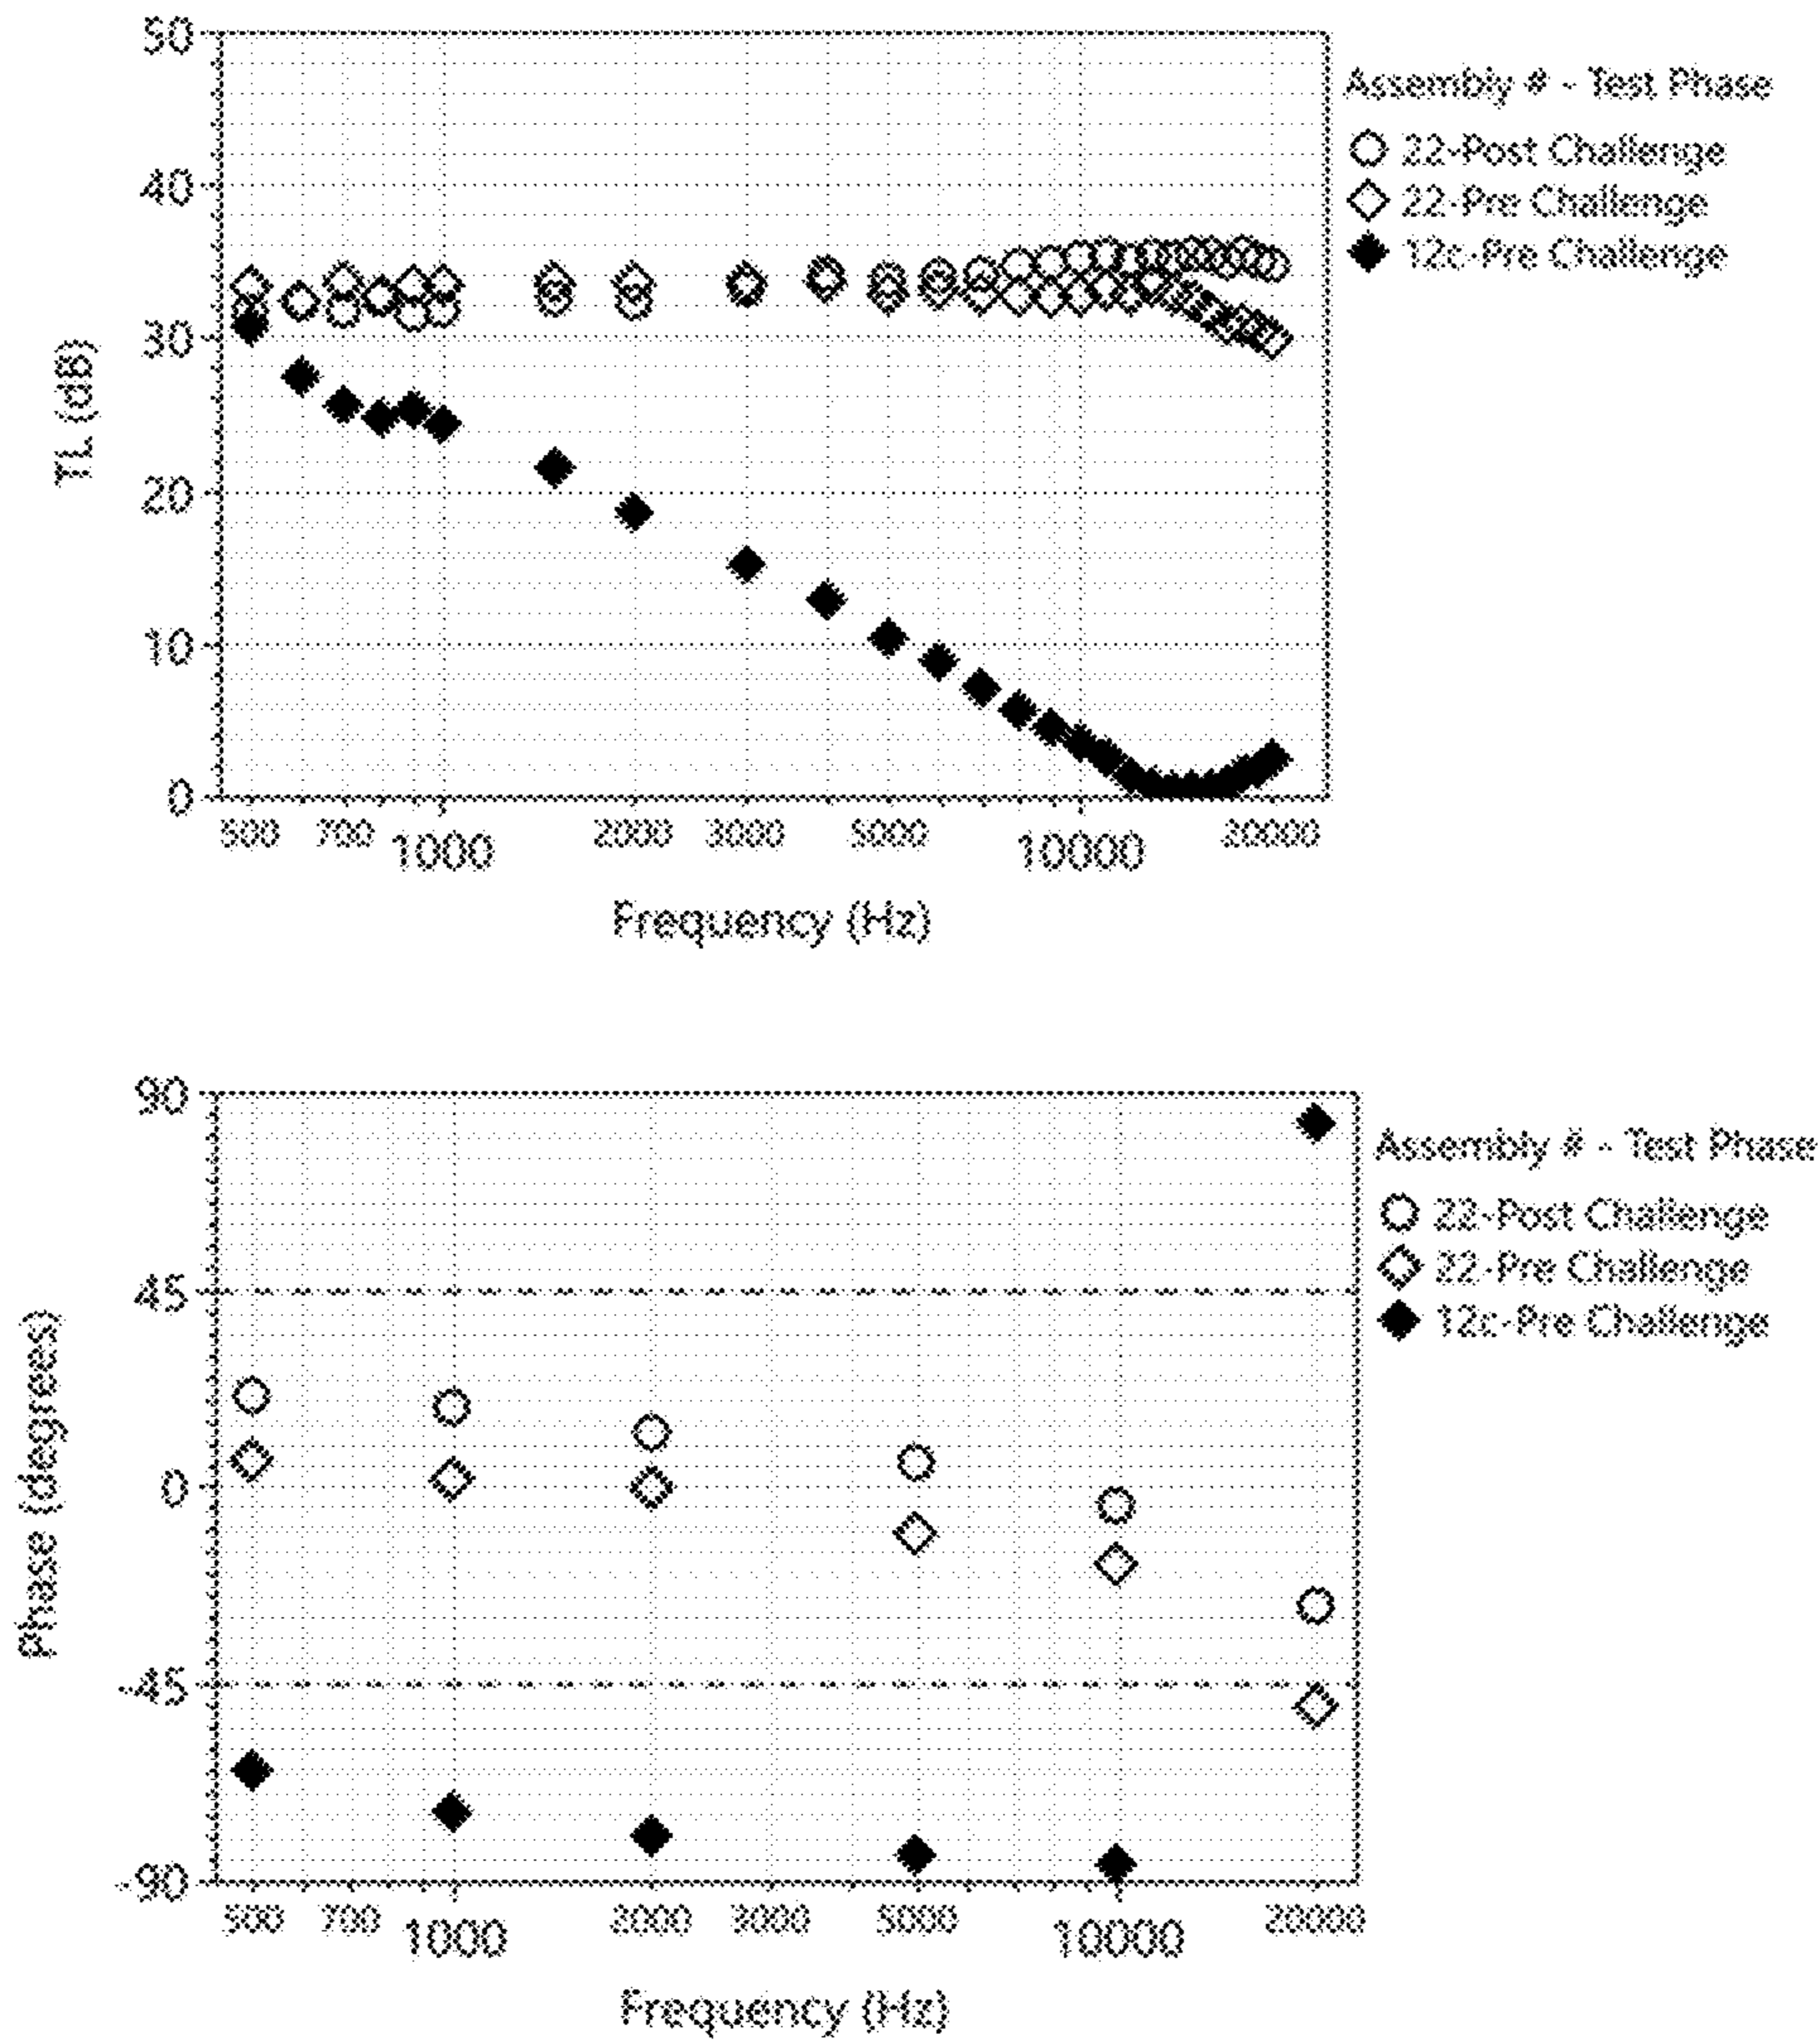 50
40
30
20
10
0
TL (dB)
500 700 1000 2000 3000 5000 10000 20000
Frequency (Hz)
Assembly # - Test Phase
22-Post Challenge
22-Pre Challenge
12c-Pre Challenge
90
45
0
-45
-90
Phase (degrees)
500 700 1000 2000 3000 5000 10000 20000
Frequency (Hz)
Assembly # - Test Phase
22-Post Challenge
22-Pre Challenge
12c-Pre Challenge